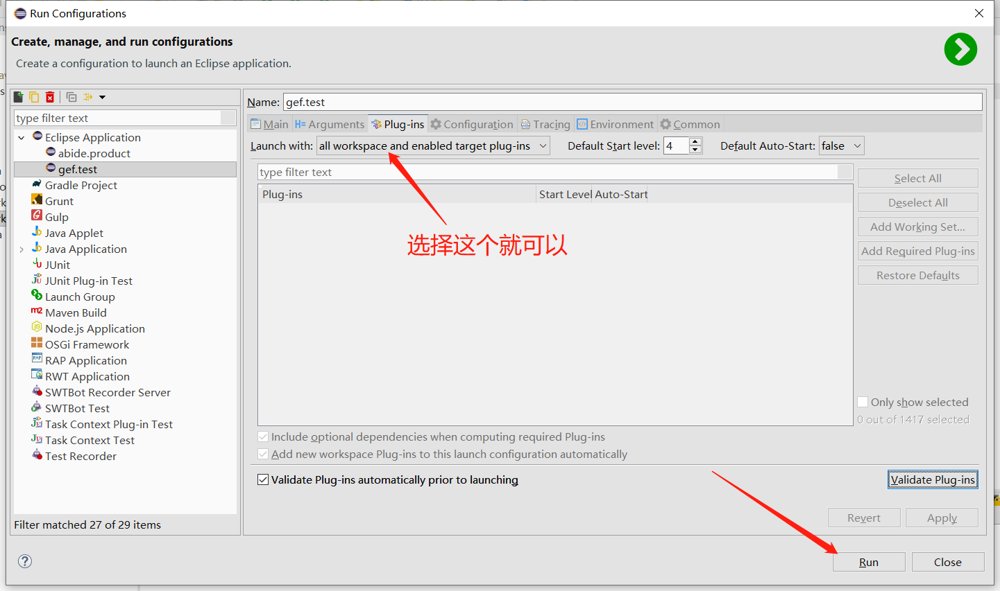 Run Configurations
Create, manage, and run configurations
Create a configuration to launch an Eclipse application.
type filter text
Eclipse Application
abide.product
gef.test
Gradle Project
Grunt
Gulp
Java Applet
Java Application
JUnit
JUnit Plug-in Test
Launch Group
Maven Build
Node.js Application
OSGi Framework
RAP Application
RWT Application
SWTBot Recorder Server
SWTBot Test
Task Context Plug-in Test
Task Context Test
Test Recorder
Filter matched 27 of 29 items
Name: gef.test
Main Arguments Plug-ins Configuration Tracing Environment Common
Launch with: all workspace and enabled target plug-ins Default Start level: 4 Default Auto-Start: false
type filter text
Plug-ins Start Level Auto-Start
选择这个就可以
Select All
Deselect All
Add Working Set...
Add Required Plug-ins
Restore Defaults
Only show selected
0 out of 1417 selected
Include optional dependencies when computing required Plug-ins
Add new workspace Plug-ins to this launch configuration automatically
Validate Plug-ins automatically prior to launching
Validate Plug-ins
Revert Apply
Run Close